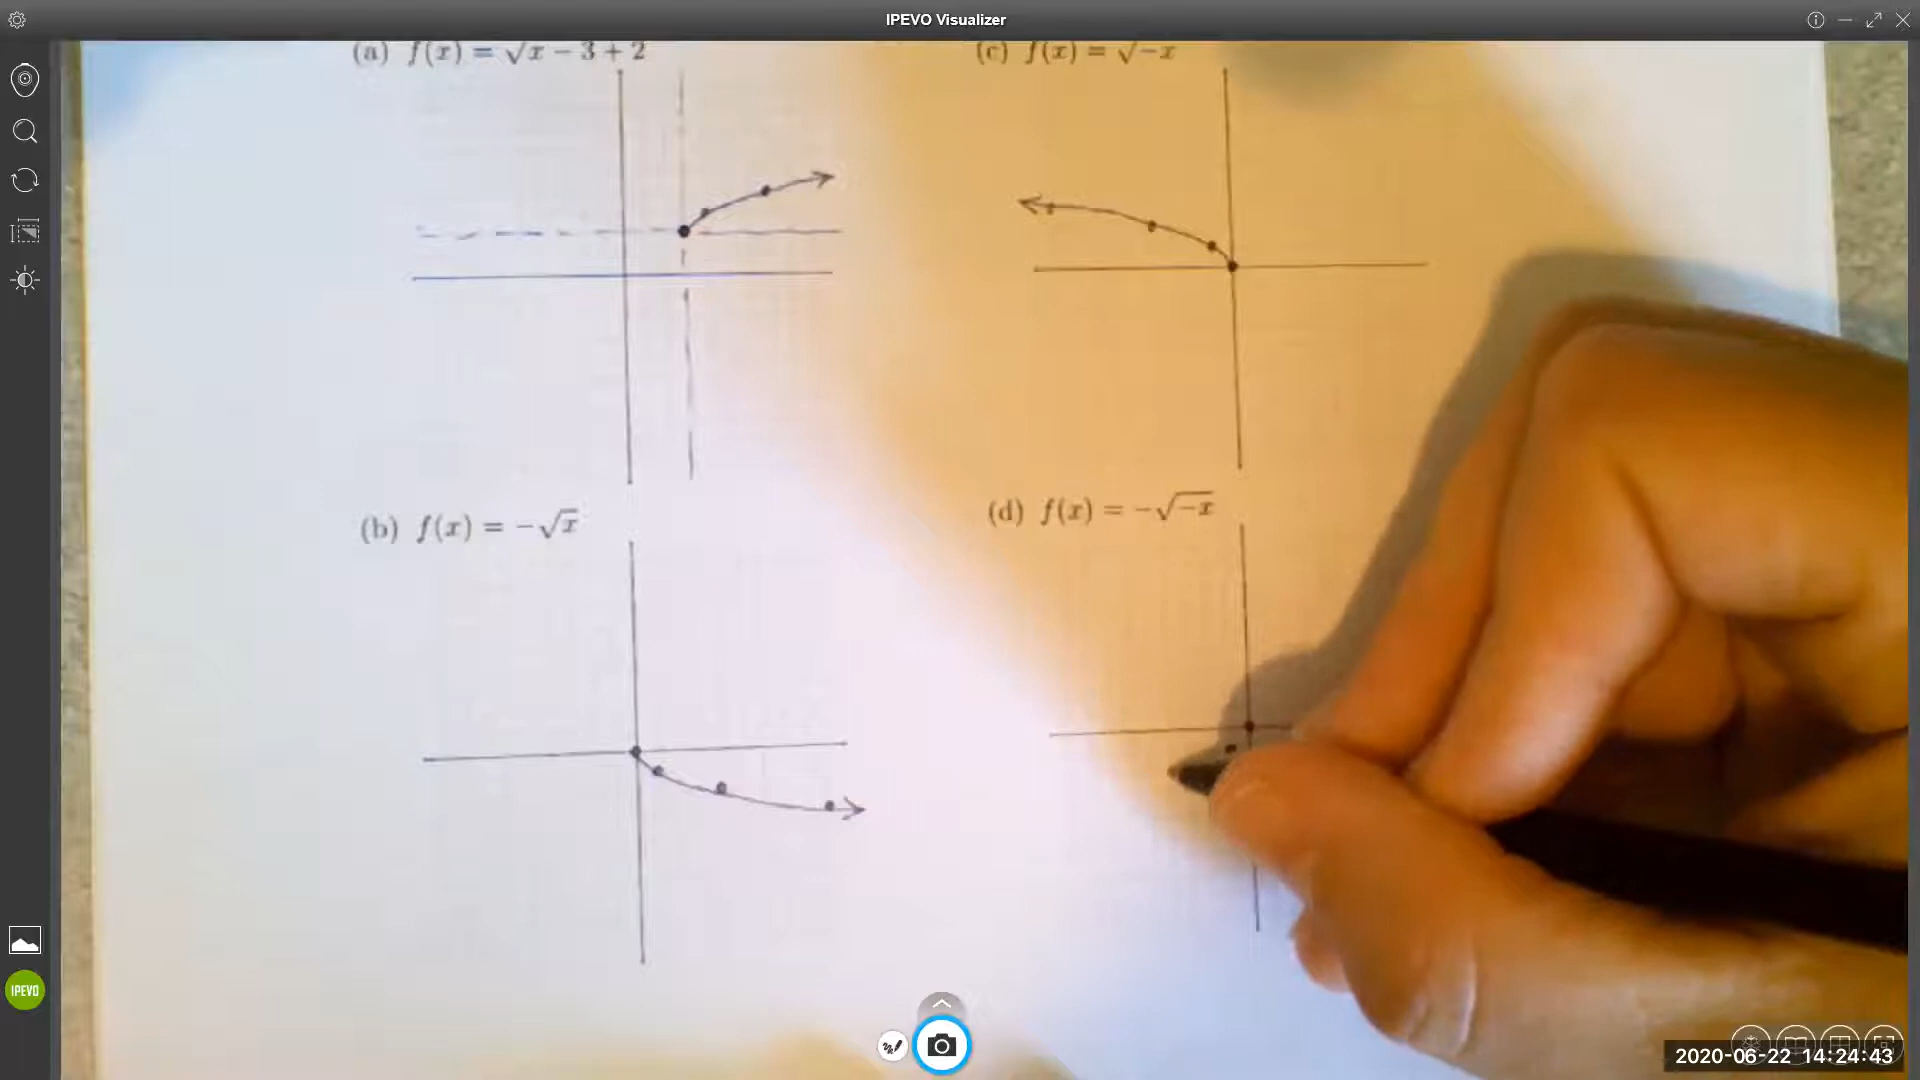 IPEVO Visualizer
(a) f(x) = √x − 3 + 2
(c) f(x) = √−x
(b) f(x) = −√x
(d) f(x) = −√−x
IPEVO
2020-06-22 14:24:43